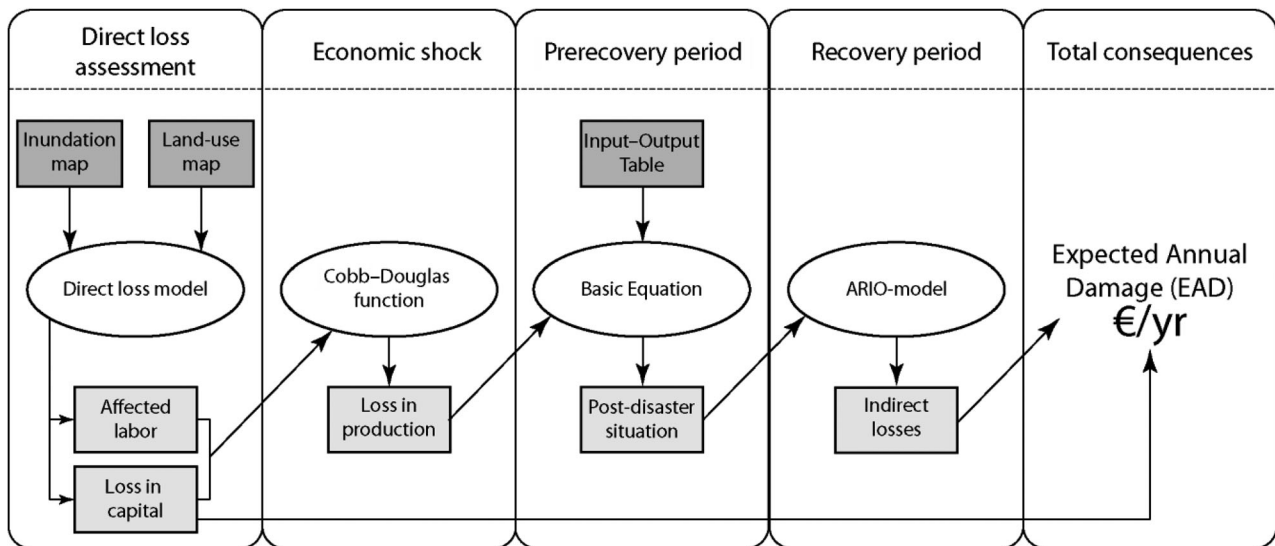 Direct loss
assessment
Economic shock
Prerecovery period
Recovery period
Total consequences
Inundation
map
Land-use
map
Input–Output
Table
Direct loss model
Cobb–Douglas
function
Basic Equation
ARIO-model
Expected Annual
Damage (EAD)
€/yr
Affected
labor
Loss in
production
Post-disaster
situation
Indirect
losses
Loss in
capital